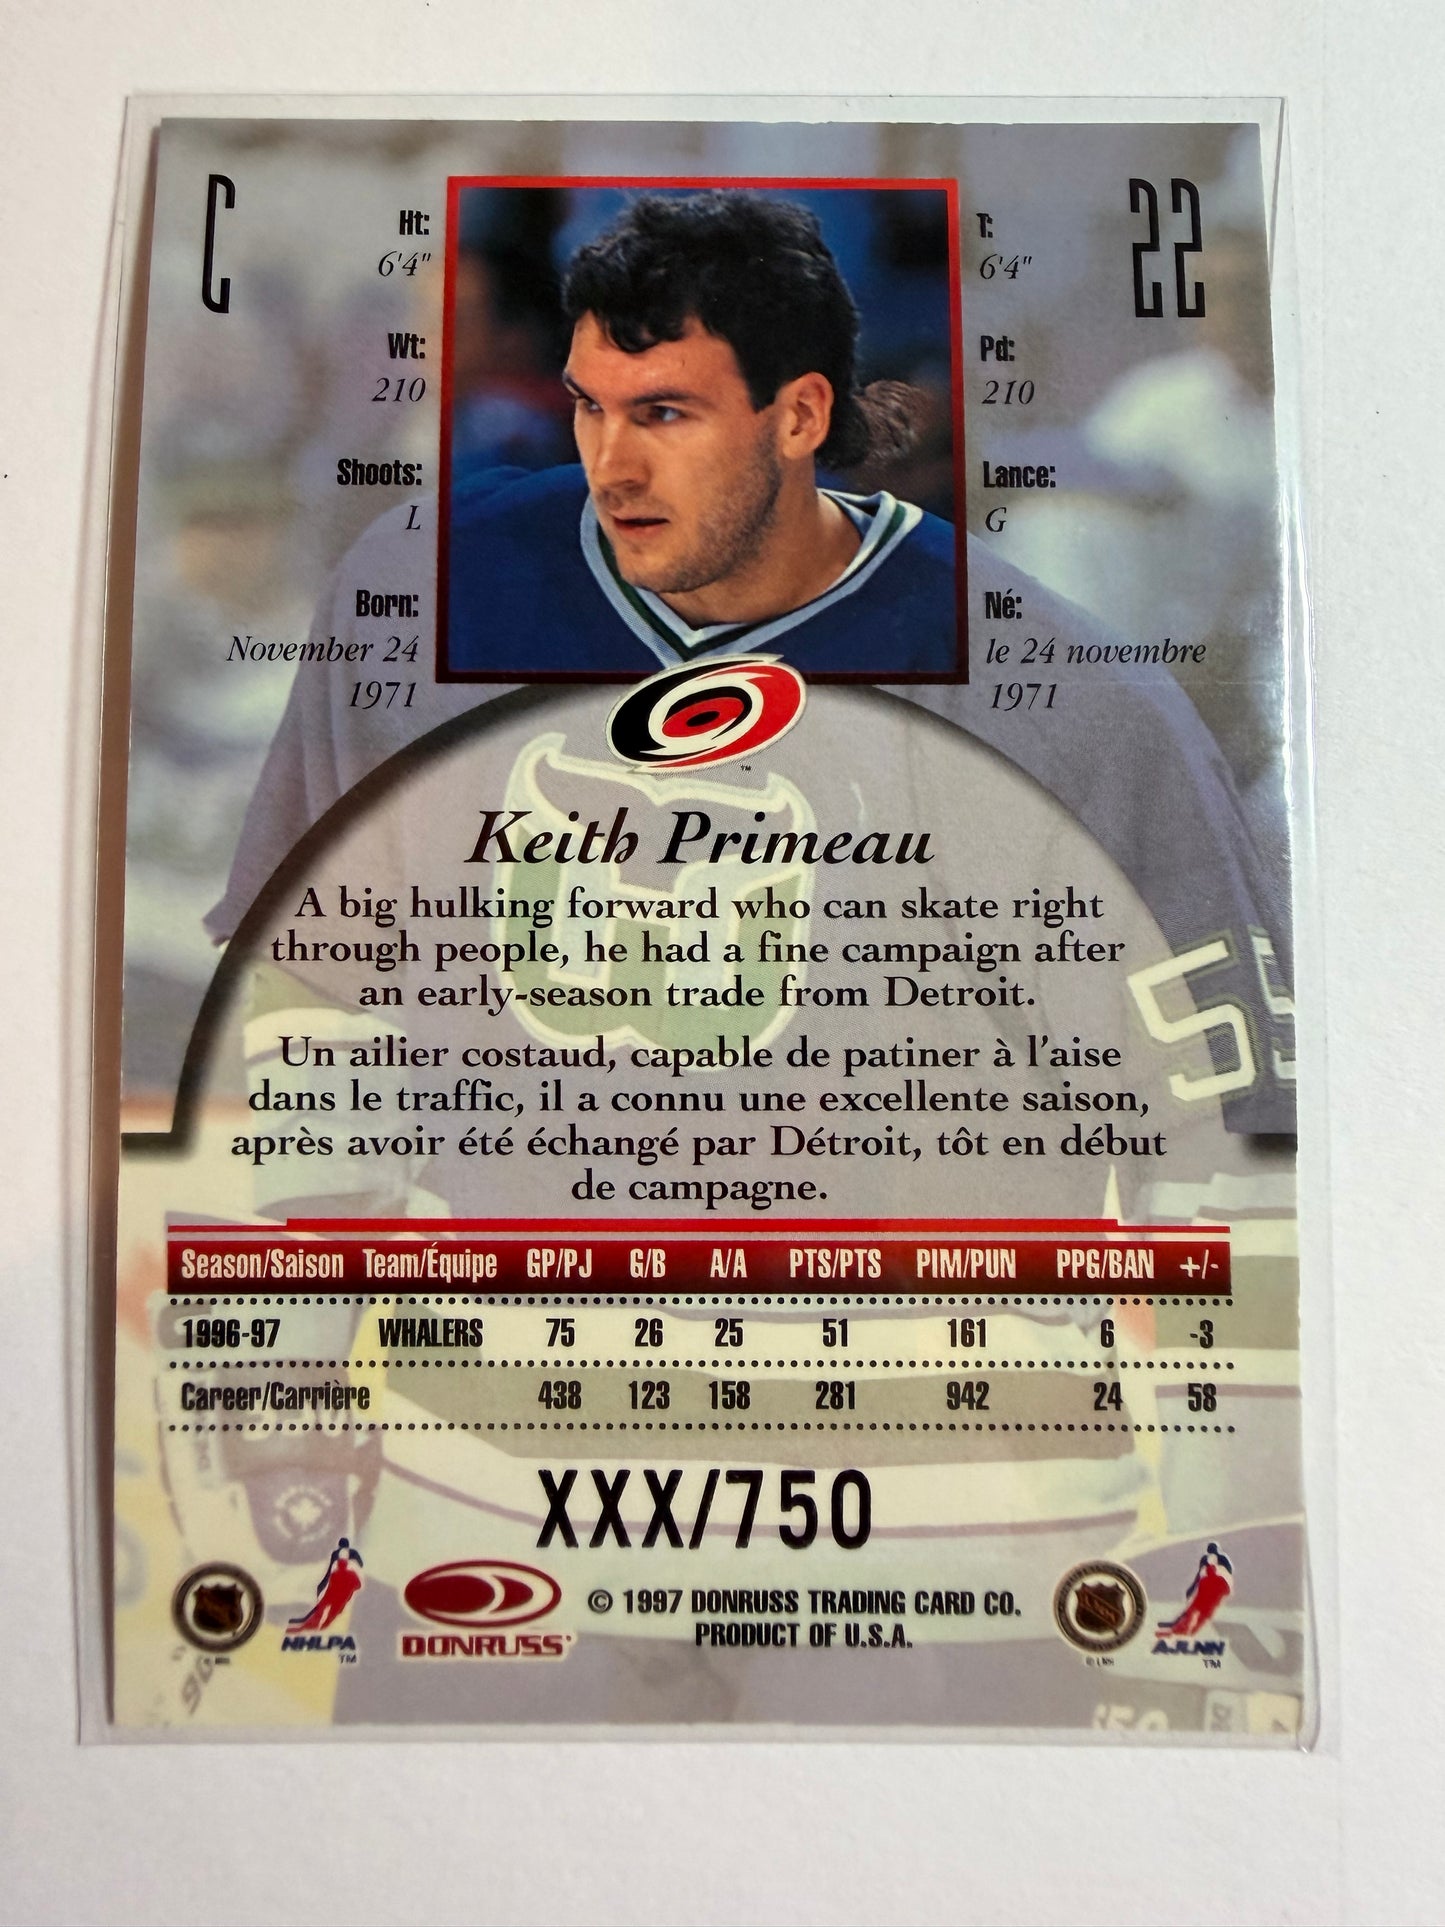 C
22
Ht:
6'4"
Wt:
210
Shoots:
L
Born:
November 24
1971
T:
6'4"
Pd:
210
Lance:
G
Né:
le 24 novembre
1971
TM
Keith Primeau
A big hulking forward who can skate right
through people, he had a fine campaign after
an early-season trade from Detroit.
Un ailier costaud, capable de patiner à l'aise
dans le traffic, il a connu une excellente saison,
après avoir été échangé par Détroit, tôt en début
de campagne.
55
Season/Saison Team/Équipe GP/PJ G/B A/A PTS/PTS PIM/PUN PPG/BAN +/-
1996-97 WHALERS 75 26 25 51 161 6 -3
Career/Carrière 438 123 158 281 942 24 58
XXX/750
NHLPA
TM
DONRUSS
© 1997 DONRUSS TRADING CARD CO.
PRODUCT OF U.S.A.
AJLNH
TM